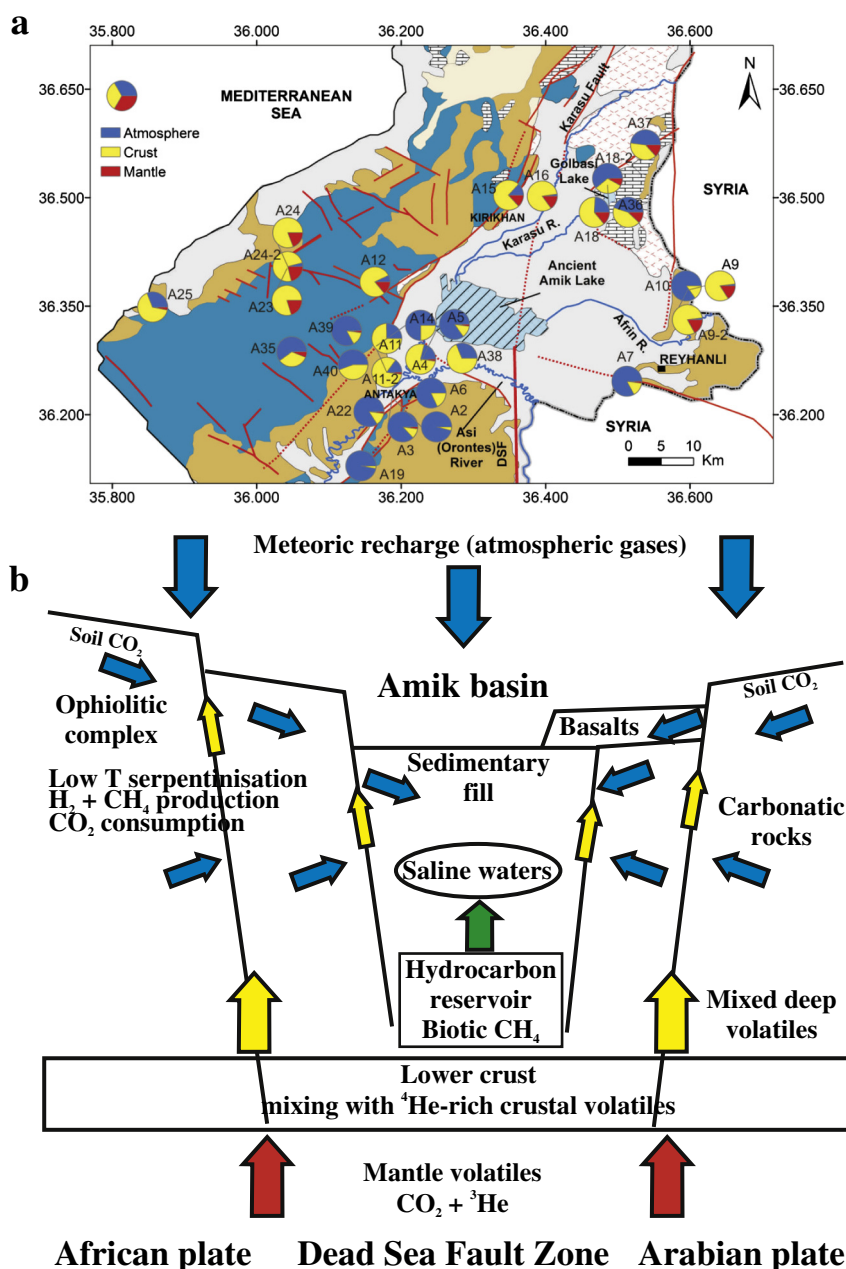 a
35.800 36.000 36.200 36.400 36.600
36.650 36.650
MEDITERRANEAN
SEA
N
Atmosphere
Crust
Mantle
Karasu Fault
A37
A18-2
Golbasi
Lake
SYRIA
36.500 36.500
A15
A16
KIRIKHAN
A36
A18
Karasu R.
A24
A24-2
A12
Ancient
Amik Lake
A10
A9
36.350 36.350
A25
A23
A39
A14
A5
Afrin R.
A9-2
A11
A35
A4
A38
A7
REYHANLI
A40
A11-2
ANTAKYA
A6
36.200 36.200
A22
A2
SYRIA
A3
Asi
(Orontes)
River
DSF
A19
0 5 10
Km
35.800 36.000 36.200 36.400 36.600
Meteoric recharge (atmospheric gases)
b
Soil CO₂
Soil CO₂
Amik basin
Ophiolitic
complex
Basalts
Sedimentary
fill
Low T serpentinisation
H₂ + CH₄ production
CO₂ consumption
Carbonatic
rocks
Saline waters
Hydrocarbon
reservoir
Biotic CH₄
Mixed deep
volatiles
Lower crust
mixing with ⁴He-rich crustal volatiles
Mantle volatiles
CO₂ + ³He
African plate Dead Sea Fault Zone Arabian plate